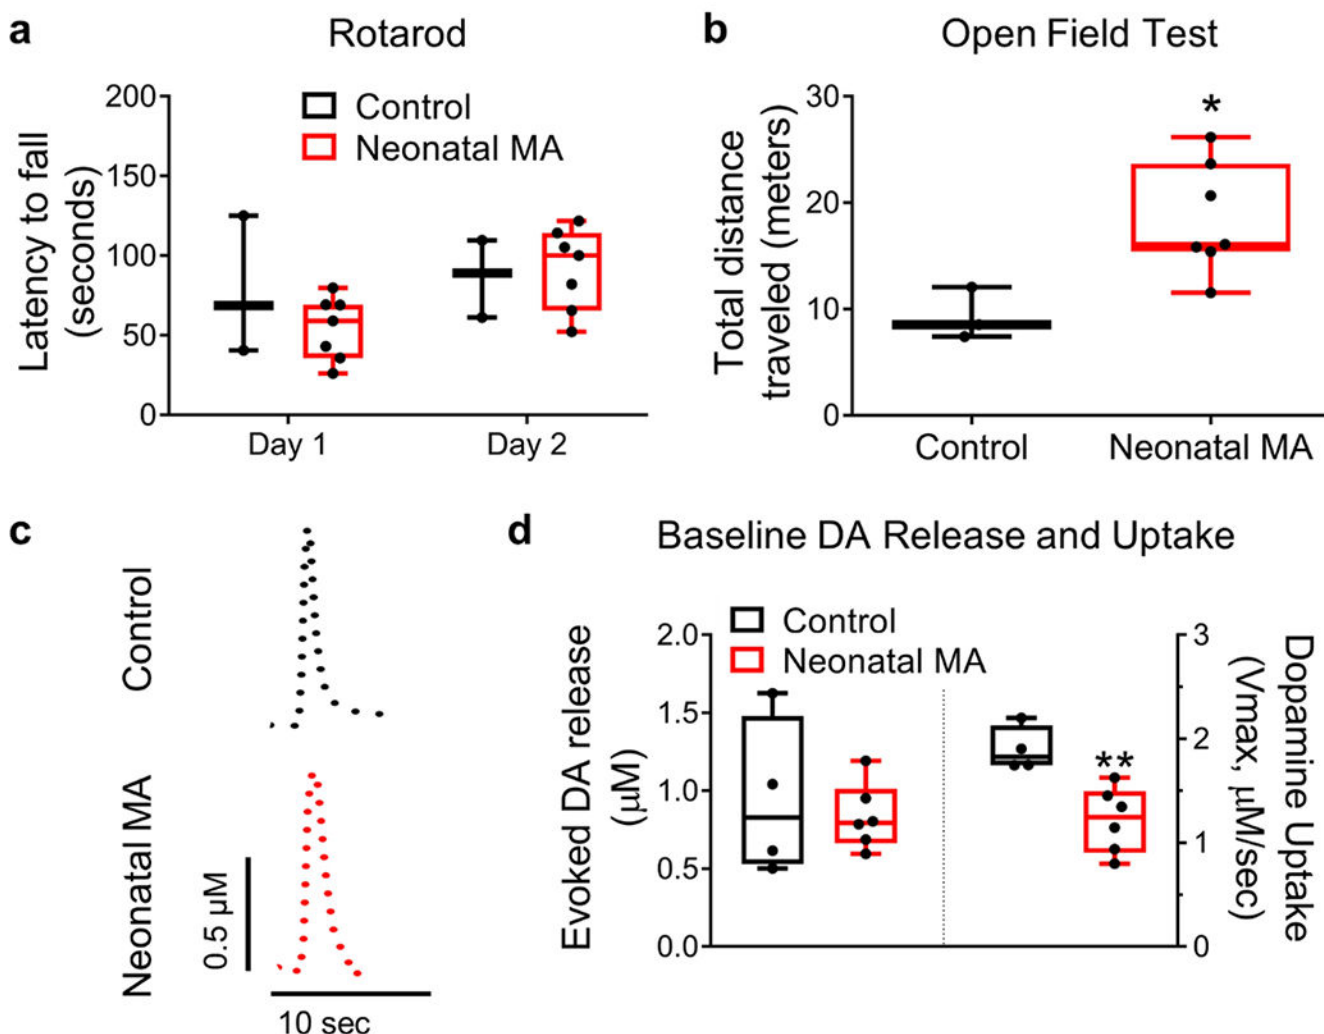 a
Rotarod
Latency to fall
(seconds)
200
150
100
50
0
Control
Neonatal MA
Day 1
Day 2
b
Open Field Test
Total distance
traveled (meters)
30
20
10
0
*
Control
Neonatal MA
c
Control
Neonatal MA
0.5 µM
10 sec
d
Baseline DA Release and Uptake
Control
Neonatal MA
Evoked DA release
(µM)
2.0
1.5
1.0
0.5
0.0
**
3
2
1
0
Dopamine Uptake
(Vmax, µM/sec)